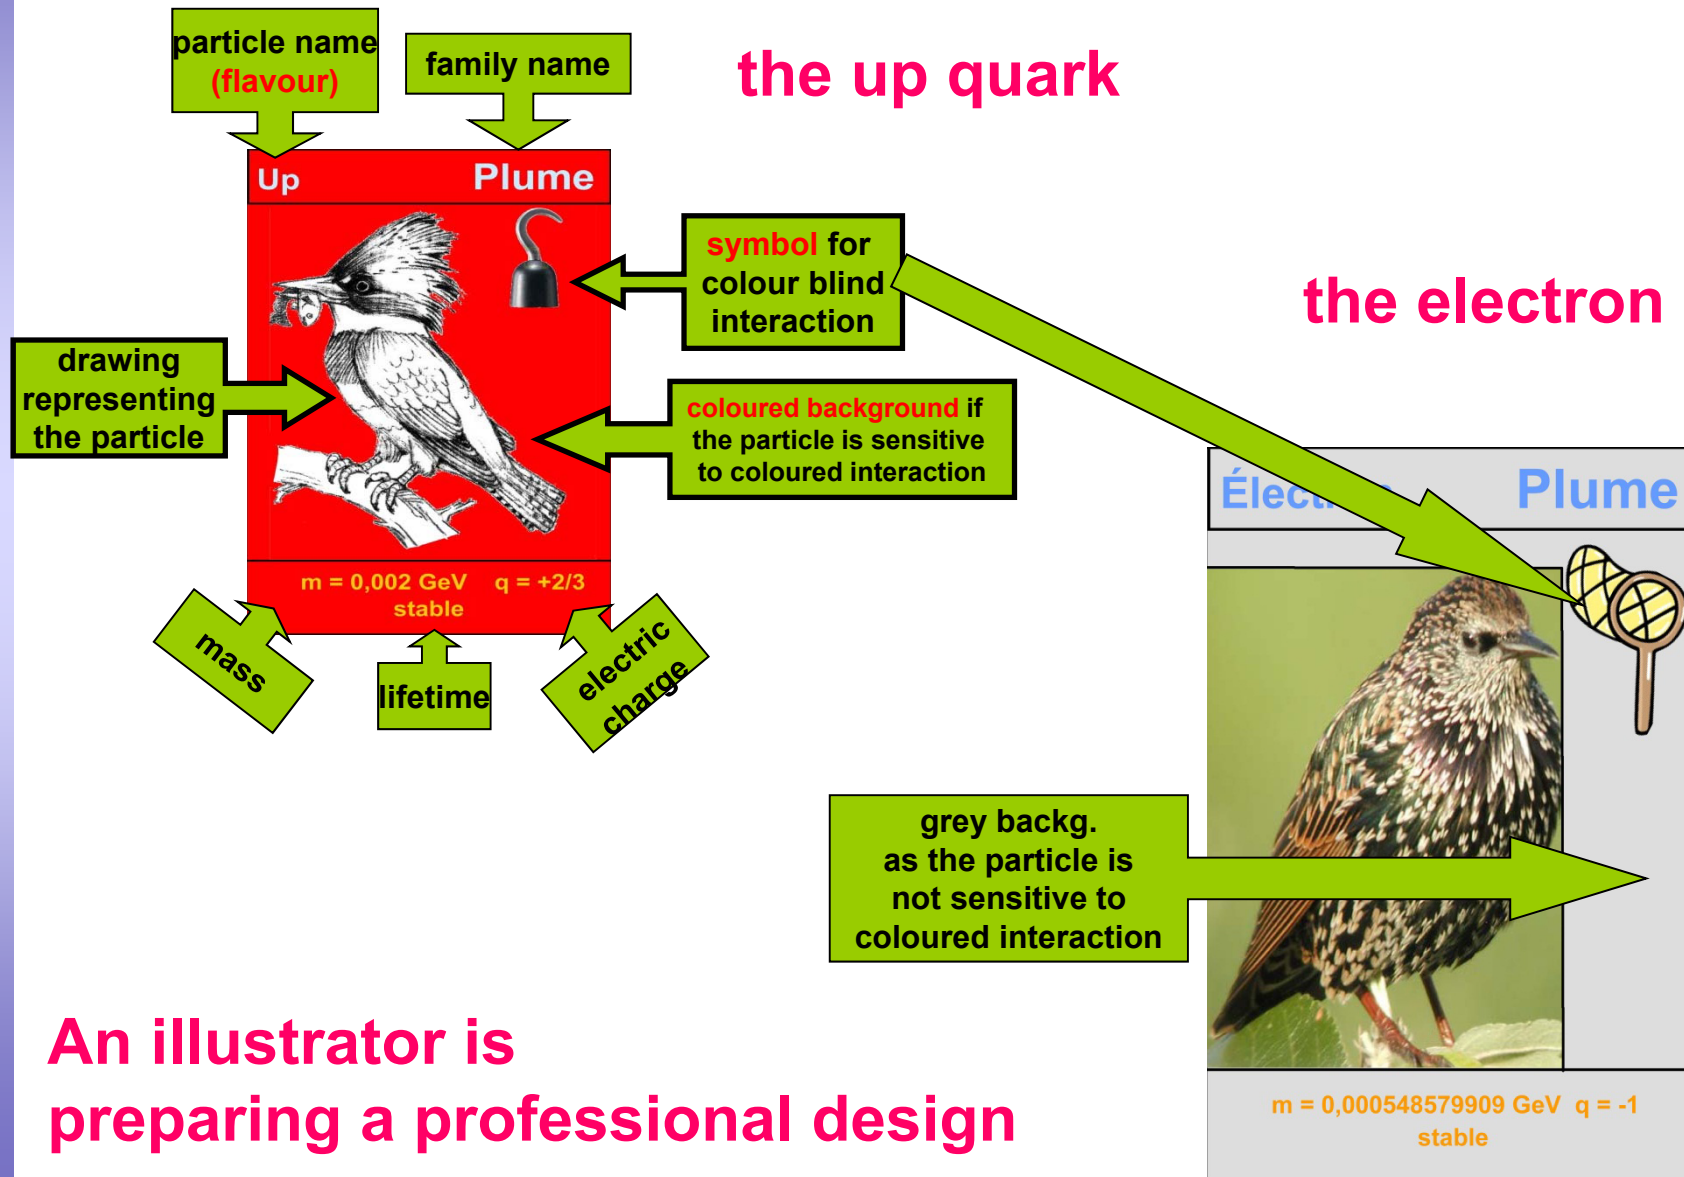 particle name
(flavour)
family name
the up quark
Up
Plume
symbol for
colour blind
interaction
the electron
drawing
representing
the particle
coloured background if
the particle is sensitive
to coloured interaction
m = 0,002 GeV q = +2/3
stable
mass
lifetime
electric
charge
Plume
grey backg.
as the particle is
not sensitive to
coloured interaction
An illustrator is
preparing a professional design
m = 0,000548579909 GeV q = -1
stable